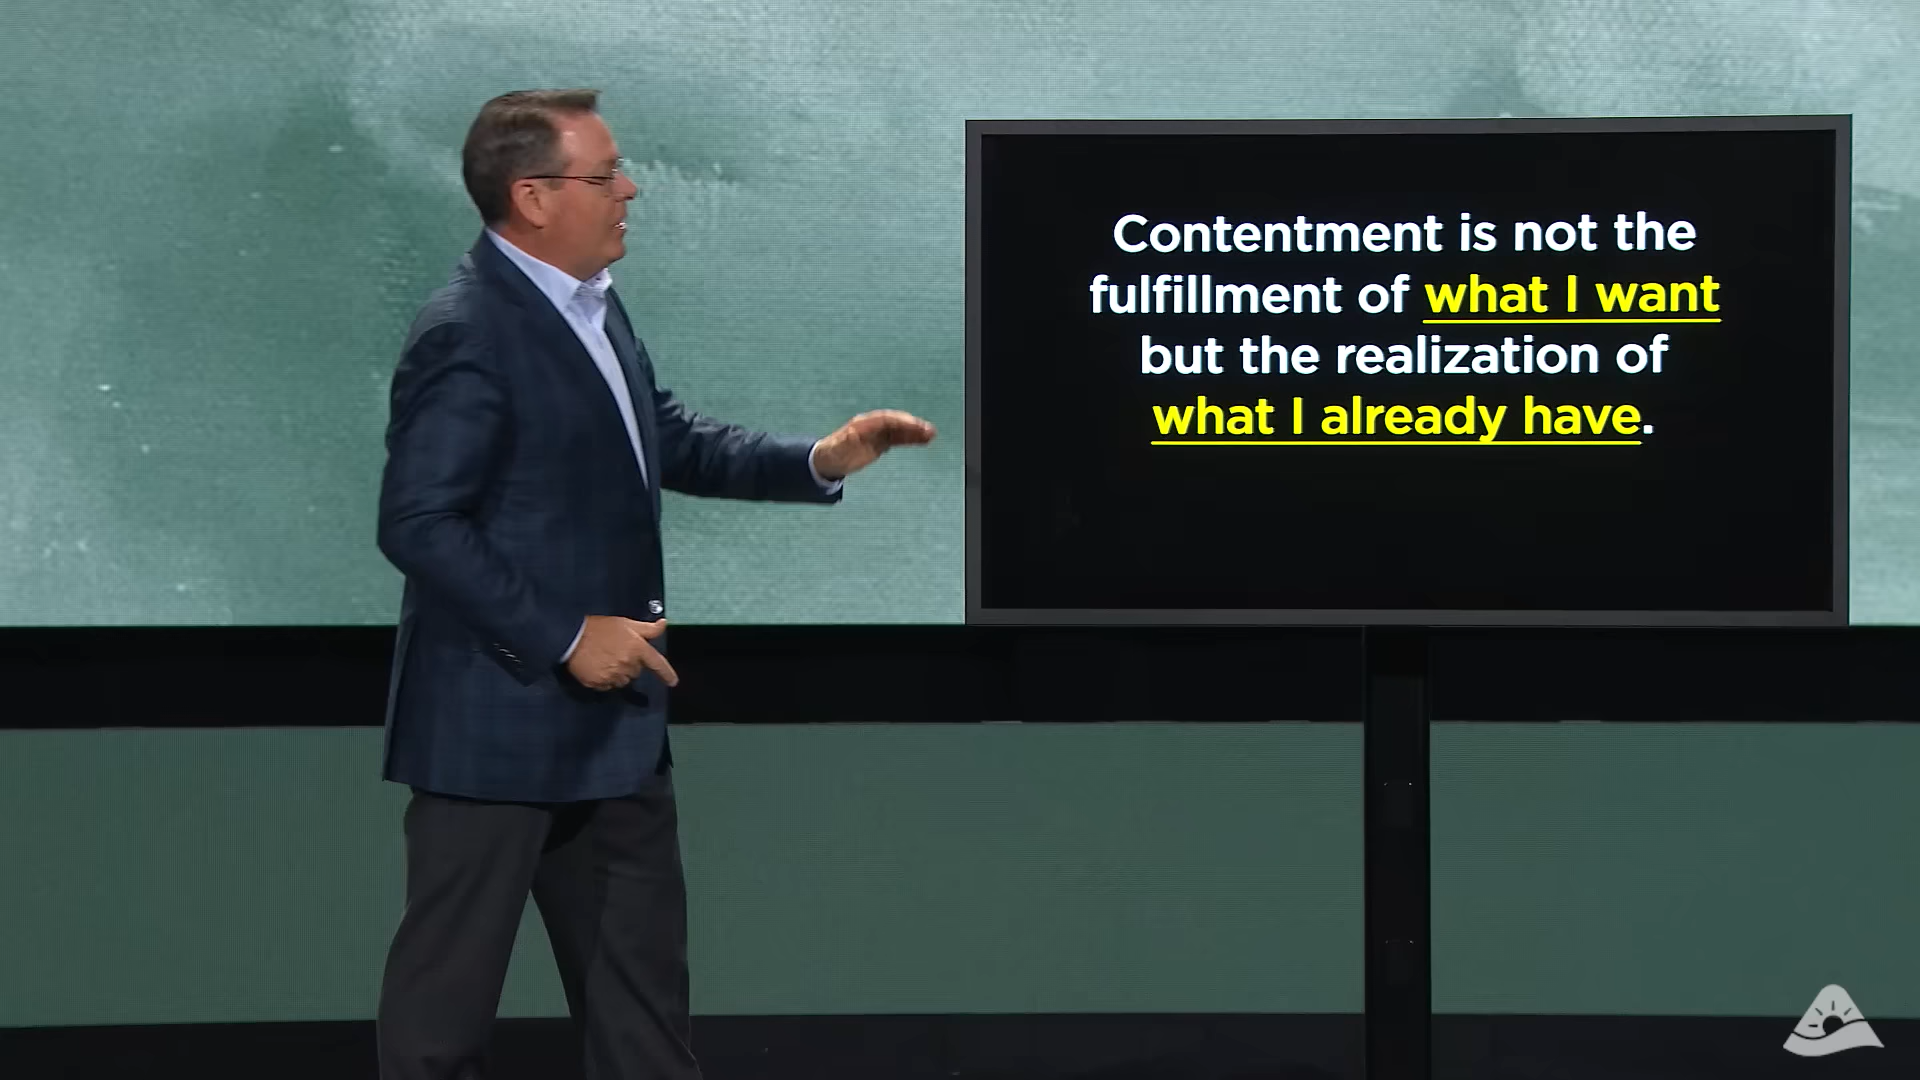 Contentment is not the
fulfillment of what I want
but the realization of
what I already have.